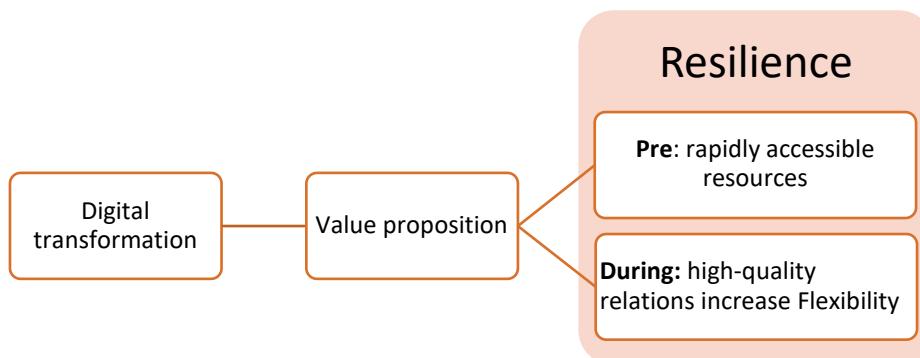 Resilience
Pre: rapidly accessible
resources
Digital
transformation
Value proposition
During: high-quality
relations increase Flexibility